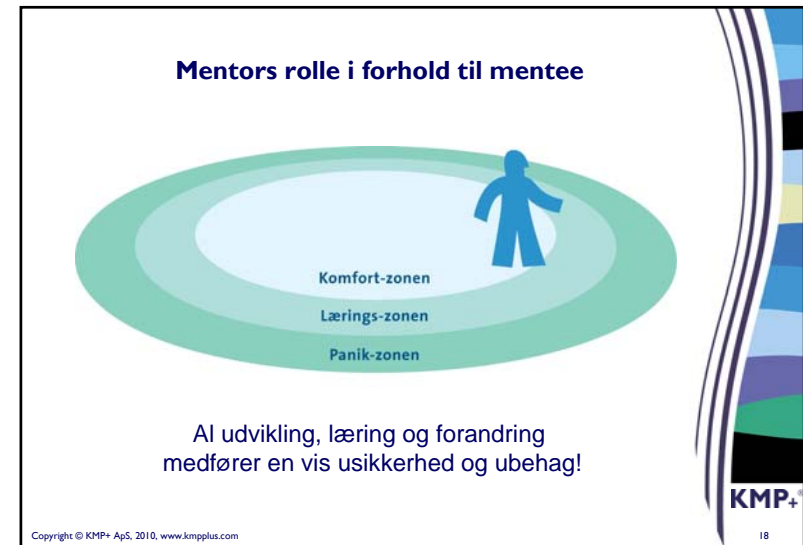 Mentors rolle i forhold til mentee
Komfort-zonen
Lærings-zonen
Panik-zonen
Al udvikling, læring og forandring
medfører en vis usikkerhed og ubehag!
KMP+®
Copyright © KMP+ ApS, 2010, www.kmpplus.com
18